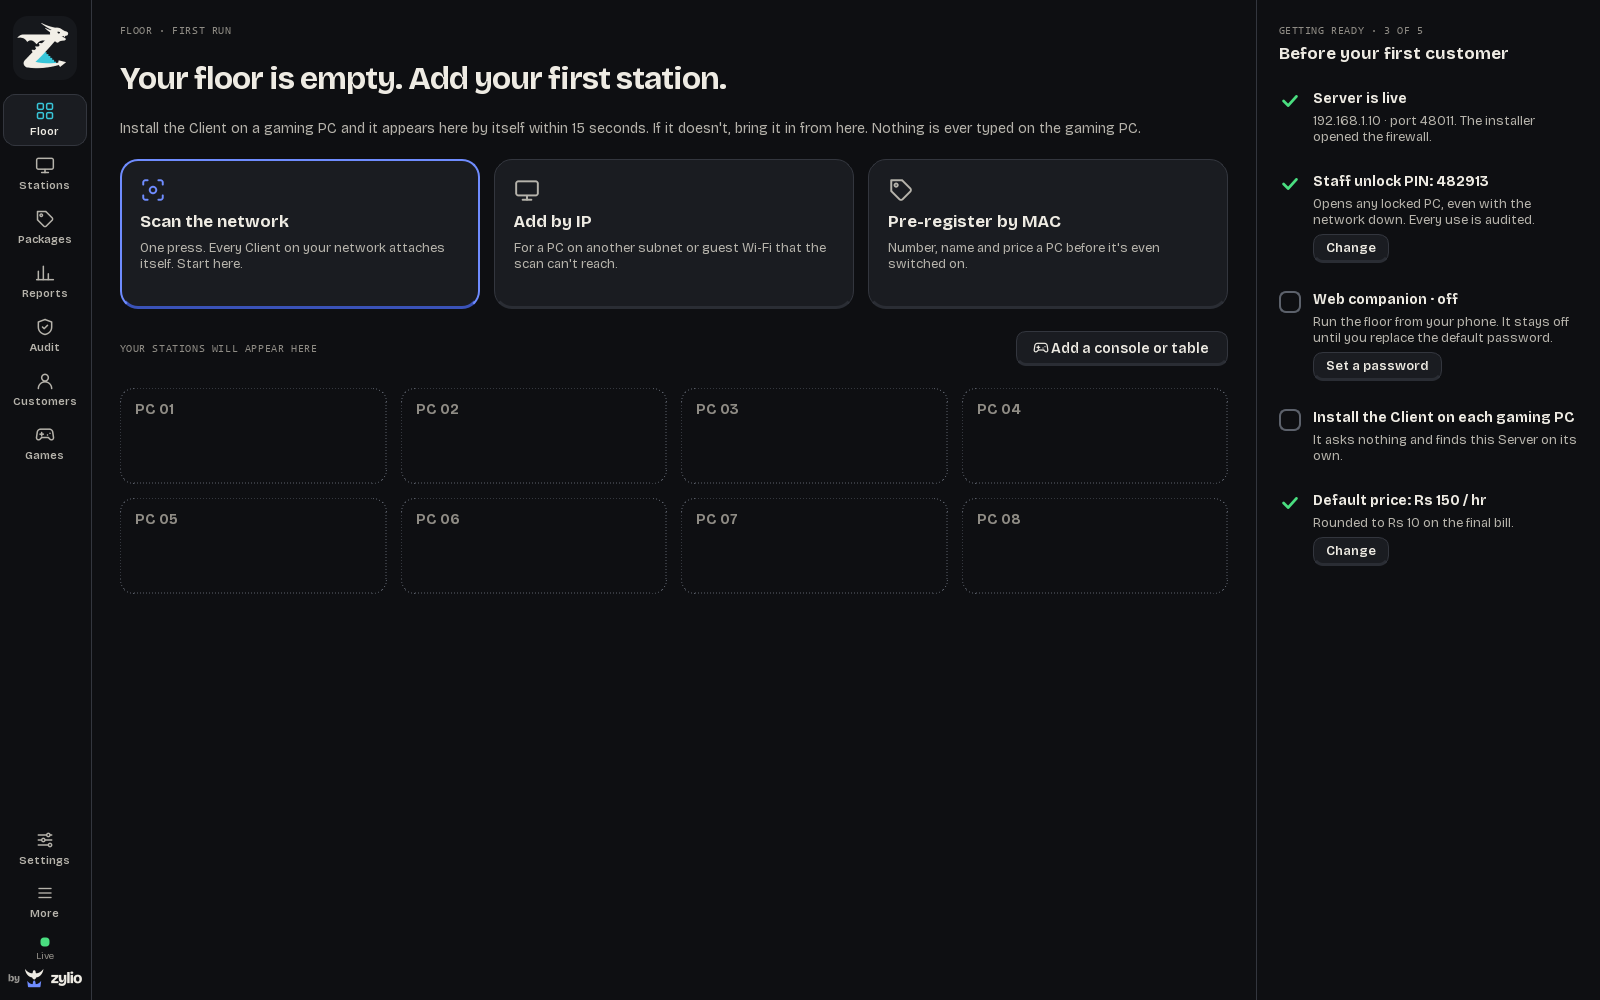 Floor
Stations
Packages
Reports
Audit
Customers
Games
Settings
More
Live
by zylio
FLOOR · FIRST RUN
Your floor is empty. Add your first station.
Install the Client on a gaming PC and it appears here by itself within 15 seconds. If it doesn't, bring it in from here. Nothing is ever typed on the gaming PC.
Scan the network
One press. Every Client on your network attaches
itself. Start here.
Add by IP
For a PC on another subnet or guest Wi-Fi that the
scan can't reach.
Pre-register by MAC
Number, name and price a PC before it's even
switched on.
YOUR STATIONS WILL APPEAR HERE
Add a console or table
PC 01
PC 02
PC 03
PC 04
PC 05
PC 06
PC 07
PC 08
GETTING READY · 3 OF 5
Before your first customer
Server is live
192.168.1.10 · port 48011. The installer
opened the firewall.
Staff unlock PIN: 482913
Opens any locked PC, even with the
network down. Every use is audited.
Change
Web companion · off
Run the floor from your phone. It stays off
until you replace the default password.
Set a password
Install the Client on each gaming PC
It asks nothing and finds this Server on its
own.
Default price: Rs 150 / hr
Rounded to Rs 10 on the final bill.
Change